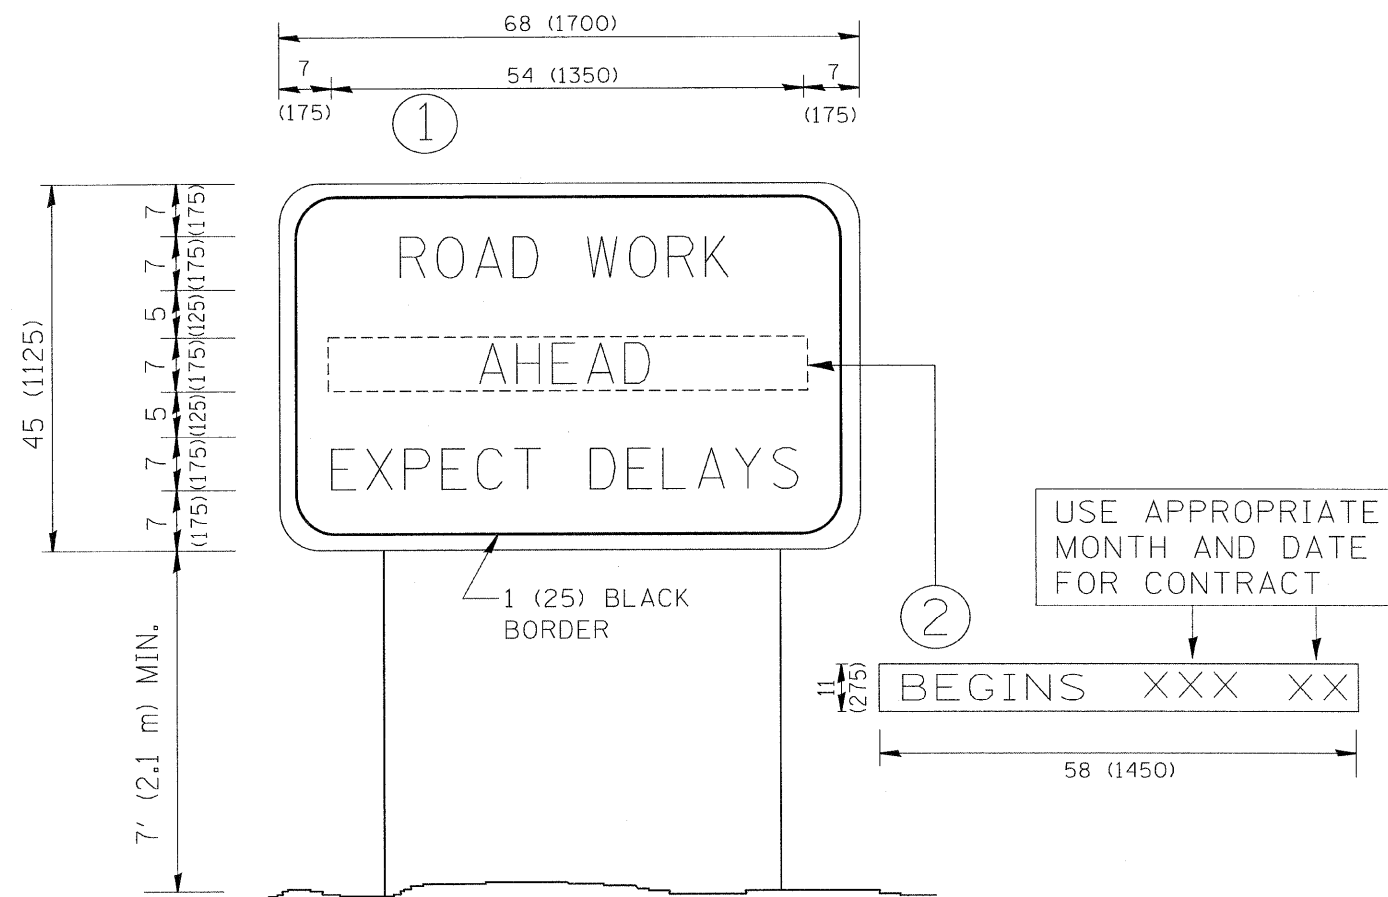 68 (1700)
7
54 (1350)
7
(175)
(175)
1
45 (1125)
7 (175)
7 (175)
5 (125)
7 (175)
5 (125)
7 (175)
7 (175)
ROAD WORK
AHEAD
EXPECT DELAYS
1 (25) BLACK
BORDER
7' (2.1 m) MIN.
2
USE APPROPRIATE
MONTH AND DATE
FOR CONTRACT
11
(275)
BEGINS XXX XX
58 (1450)